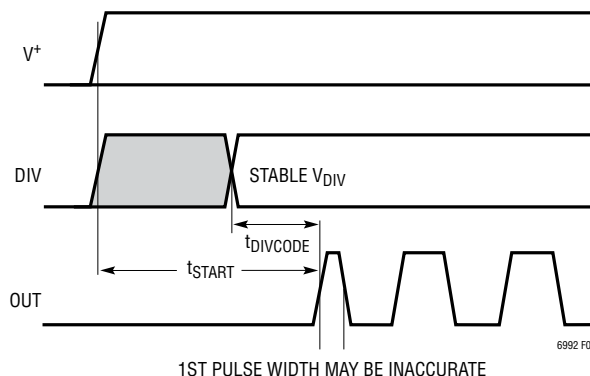 V+
DIV
STABLE VDIV
tDIVCODE
tSTART
OUT
6992 F0
1ST PULSE WIDTH MAY BE INACCURATE